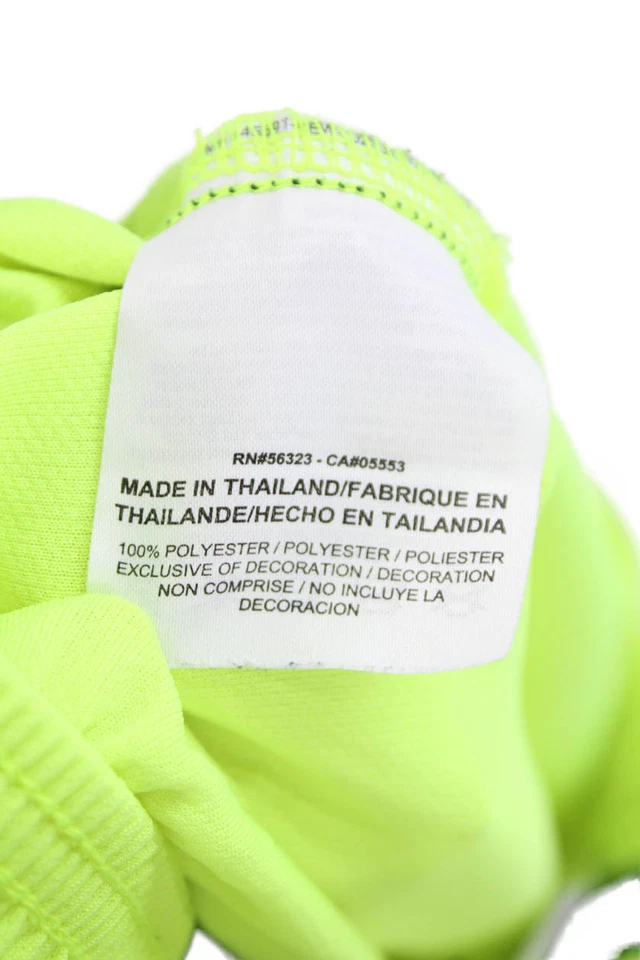 RN#56323 - CA#05553
MADE IN THAILAND/FABRIQUE EN
THAILANDE/HECHO EN TAILANDIA
100% POLYESTER / POLYESTER / POLIESTER
EXCLUSIVE OF DECORATION / DECORATION
NON COMPRISE / NO INCLUYE LA
DECORACION